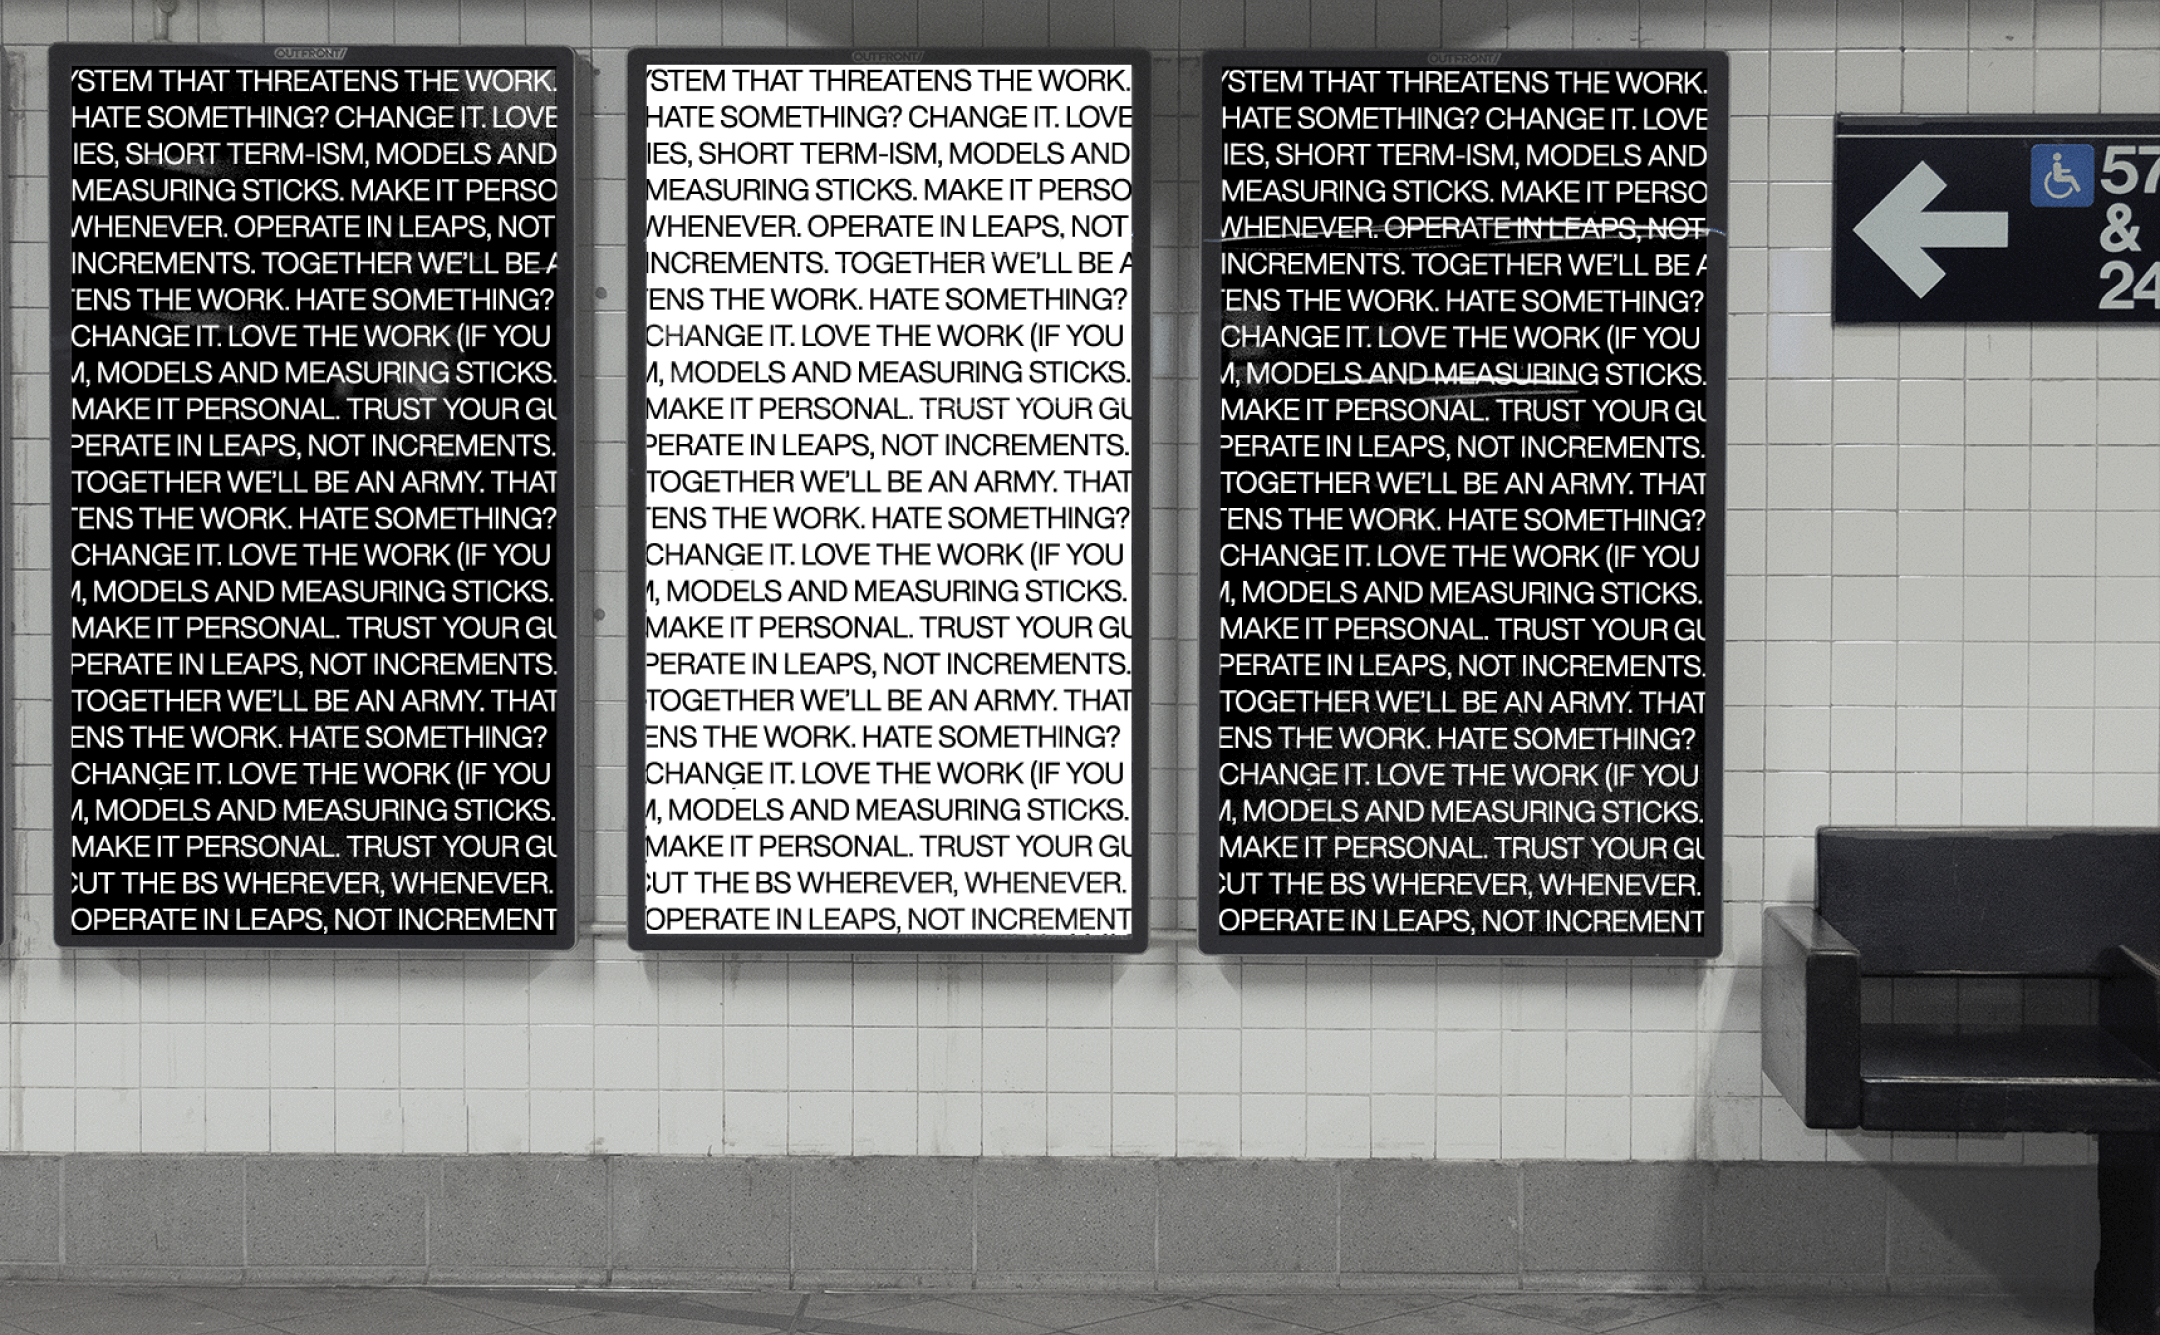 OUTFRONT/
YSTEM THAT THREATENS THE WORK.
HATE SOMETHING? CHANGE IT. LOVE
IES, SHORT TERM-ISM, MODELS AND
MEASURING STICKS. MAKE IT PERSO
WHENEVER. OPERATE IN LEAPS, NOT
INCREMENTS. TOGETHER WE'LL BE A
ENS THE WORK. HATE SOMETHING?
CHANGE IT. LOVE THE WORK (IF YOU
M, MODELS AND MEASURING STICKS.
MAKE IT PERSONAL. TRUST YOUR GU
PERATE IN LEAPS, NOT INCREMENTS.
TOGETHER WE'LL BE AN ARMY. THAT
TENS THE WORK. HATE SOMETHING?
CHANGE IT. LOVE THE WORK (IF YOU
M, MODELS AND MEASURING STICKS.
MAKE IT PERSONAL. TRUST YOUR GU
PERATE IN LEAPS, NOT INCREMENTS.
TOGETHER WE'LL BE AN ARMY. THAT
ENS THE WORK. HATE SOMETHING?
CHANGE IT. LOVE THE WORK (IF YOU
M, MODELS AND MEASURING STICKS.
MAKE IT PERSONAL. TRUST YOUR GU
CUT THE BS WHEREVER, WHENEVER.
OPERATE IN LEAPS, NOT INCREMENT
OUTFRONT/
YSTEM THAT THREATENS THE WORK.
HATE SOMETHING? CHANGE IT. LOVE
IES, SHORT TERM-ISM, MODELS AND
MEASURING STICKS. MAKE IT PERSO
WHENEVER. OPERATE IN LEAPS, NOT
INCREMENTS. TOGETHER WE'LL BE A
ENS THE WORK. HATE SOMETHING?
CHANGE IT. LOVE THE WORK (IF YOU
M, MODELS AND MEASURING STICKS.
MAKE IT PERSONAL. TRUST YOUR GU
PERATE IN LEAPS, NOT INCREMENTS.
TOGETHER WE'LL BE AN ARMY. THAT
TENS THE WORK. HATE SOMETHING?
CHANGE IT. LOVE THE WORK (IF YOU
M, MODELS AND MEASURING STICKS.
MAKE IT PERSONAL. TRUST YOUR GU
PERATE IN LEAPS, NOT INCREMENTS.
TOGETHER WE'LL BE AN ARMY. THAT
ENS THE WORK. HATE SOMETHING?
CHANGE IT. LOVE THE WORK (IF YOU
M, MODELS AND MEASURING STICKS.
MAKE IT PERSONAL. TRUST YOUR GU
CUT THE BS WHEREVER, WHENEVER.
OPERATE IN LEAPS, NOT INCREMENT
OUTFRONT/
YSTEM THAT THREATENS THE WORK.
HATE SOMETHING? CHANGE IT. LOVE
IES, SHORT TERM-ISM, MODELS AND
MEASURING STICKS. MAKE IT PERSO
WHENEVER. OPERATE IN LEAPS, NOT
INCREMENTS. TOGETHER WE'LL BE A
ENS THE WORK. HATE SOMETHING?
CHANGE IT. LOVE THE WORK (IF YOU
M, MODELS AND MEASURING STICKS.
MAKE IT PERSONAL. TRUST YOUR GU
PERATE IN LEAPS, NOT INCREMENTS.
TOGETHER WE'LL BE AN ARMY. THAT
TENS THE WORK. HATE SOMETHING?
CHANGE IT. LOVE THE WORK (IF YOU
M, MODELS AND MEASURING STICKS.
MAKE IT PERSONAL. TRUST YOUR GU
PERATE IN LEAPS, NOT INCREMENTS.
TOGETHER WE'LL BE AN ARMY. THAT
ENS THE WORK. HATE SOMETHING?
CHANGE IT. LOVE THE WORK (IF YOU
M, MODELS AND MEASURING STICKS.
MAKE IT PERSONAL. TRUST YOUR GU
CUT THE BS WHEREVER, WHENEVER.
OPERATE IN LEAPS, NOT INCREMENT
57
&
24